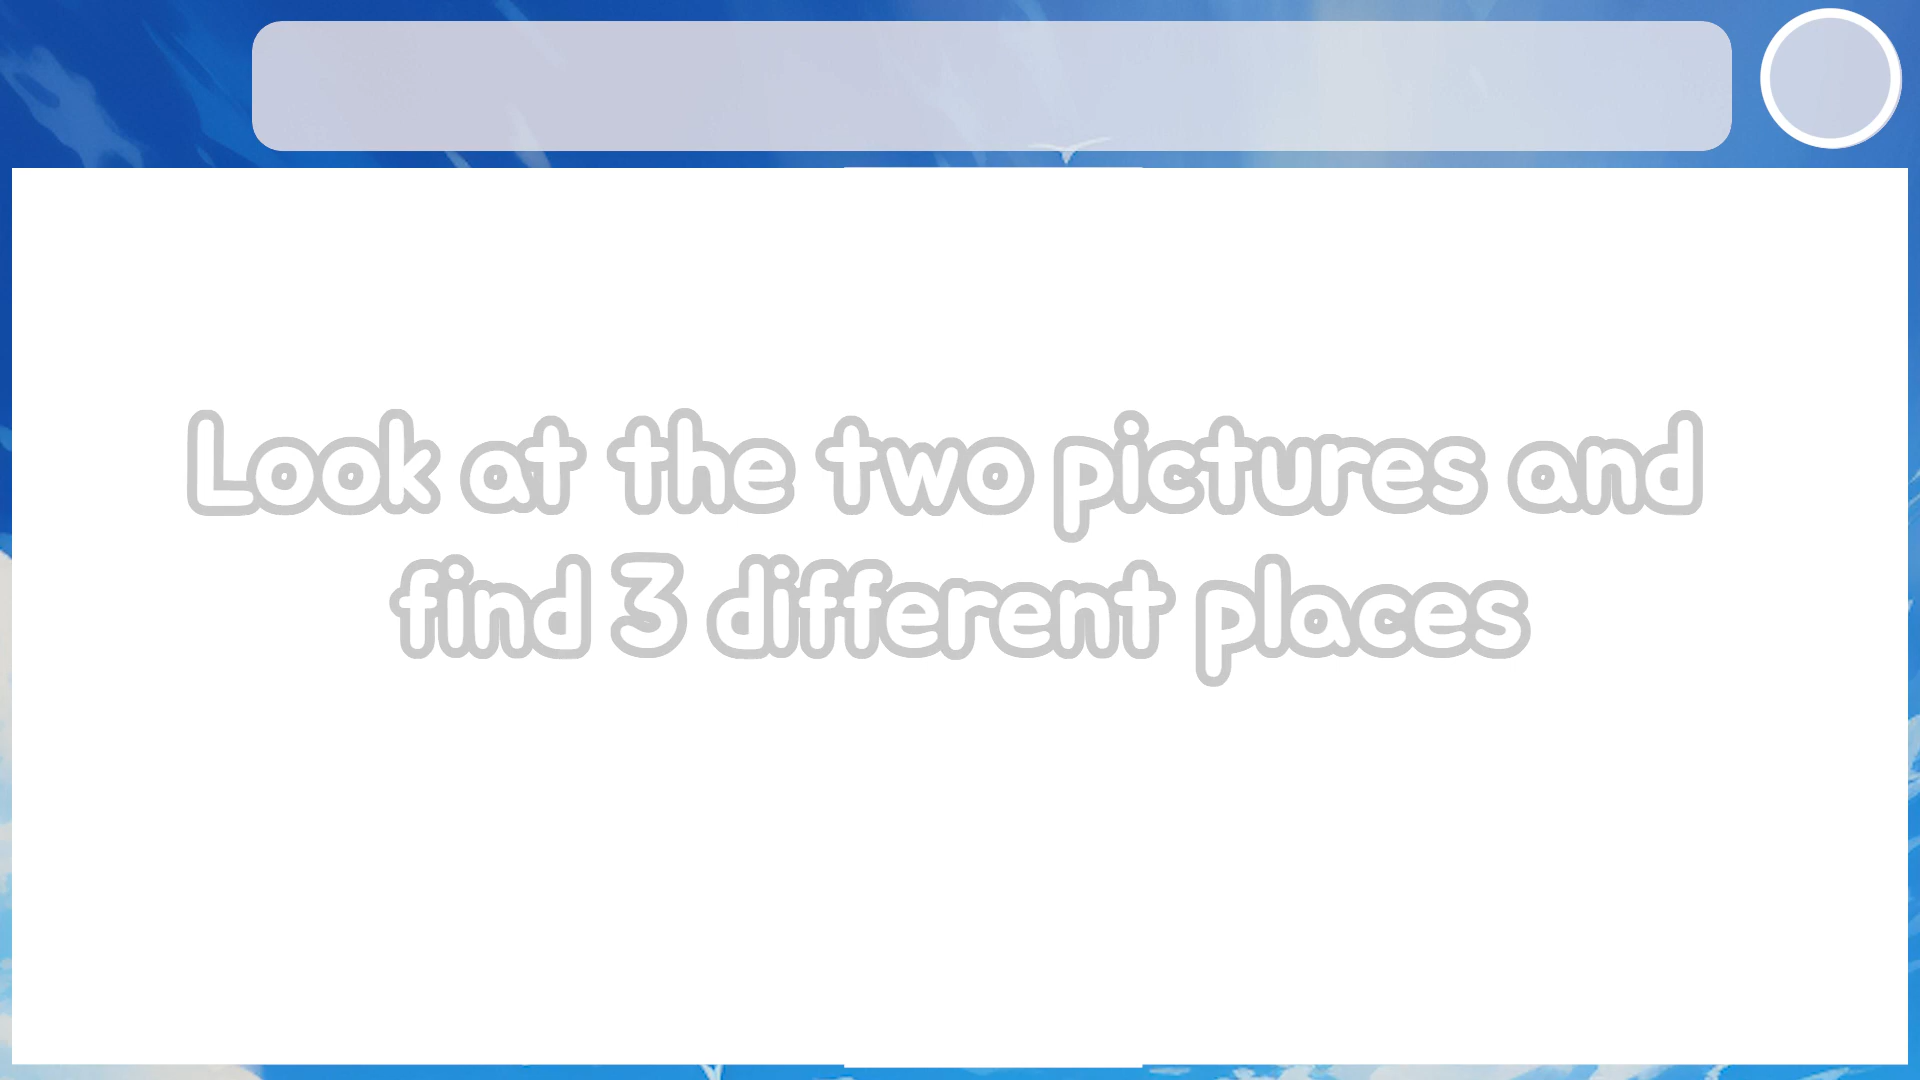 Look at the two pictures and
find 3 different places